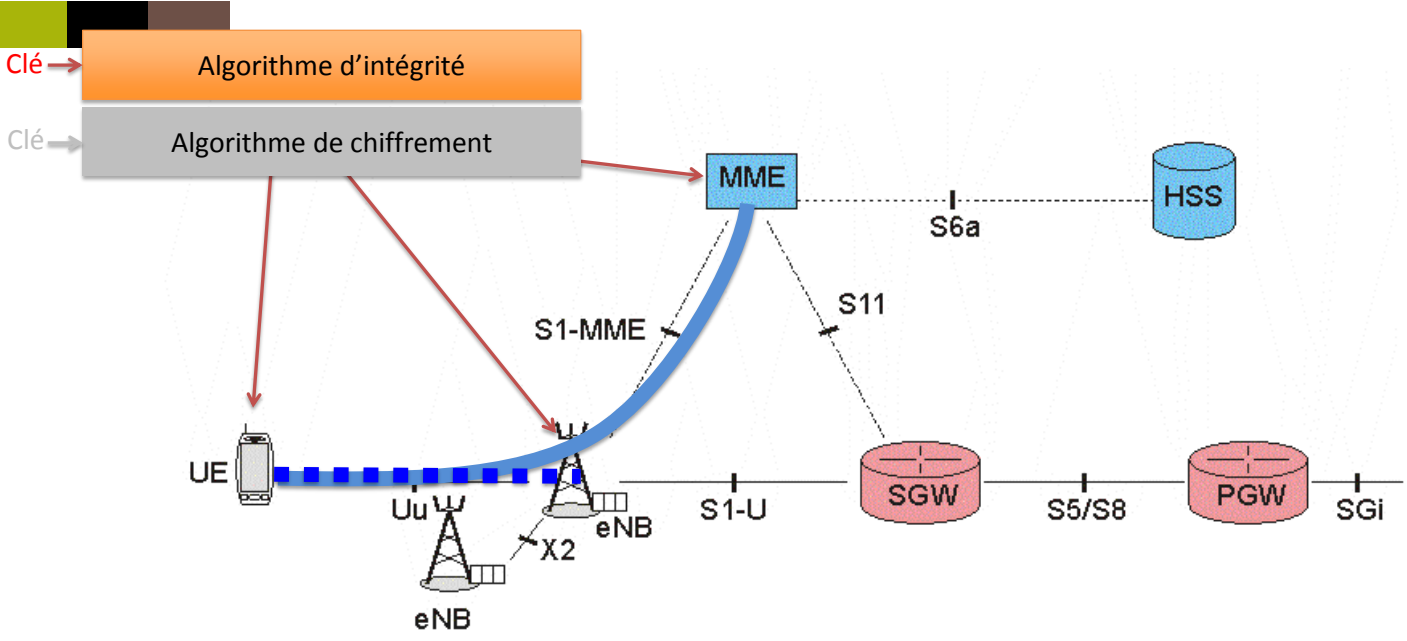 Clé
Algorithme d'intégrité
Clé
Algorithme de chiffrement
MME
HSS
S6a
S1-MME
S11
UE
Uu
eNB
X2
eNB
S1-U
SGW
S5/S8
PGW
SGi